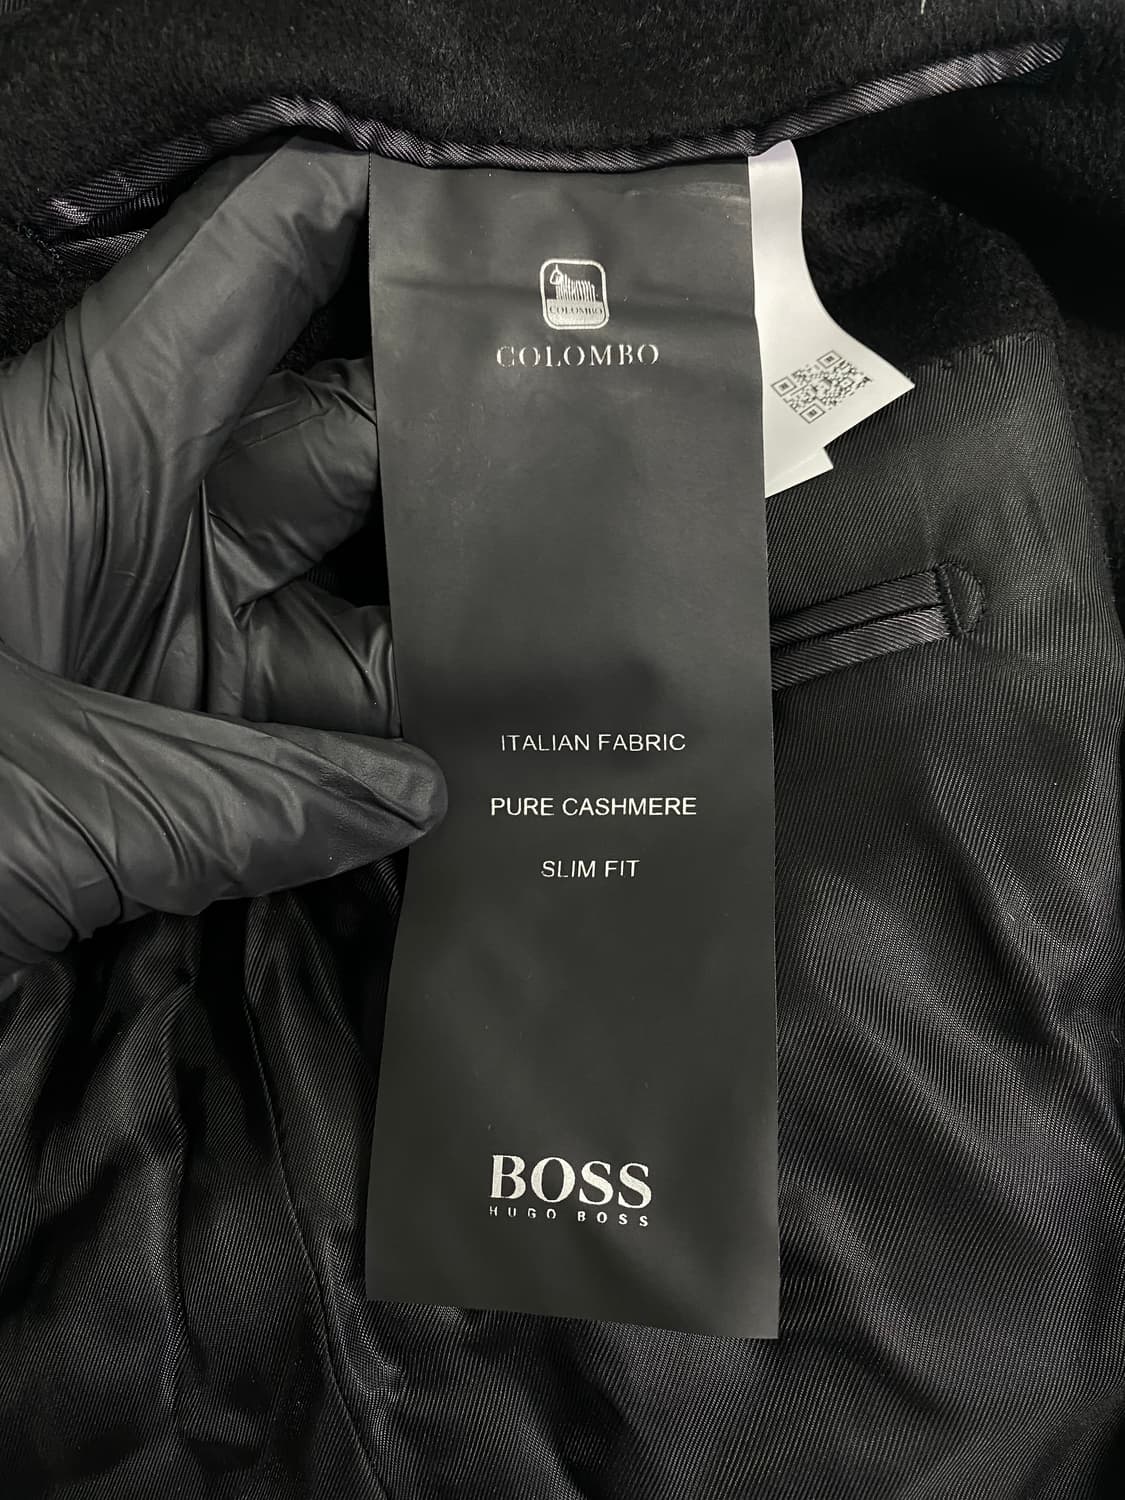 COLOMBO
COLOMBO
ITALIAN FABRIC
PURE CASHMERE
SLIM FIT
BOSS
HUGO BOSS